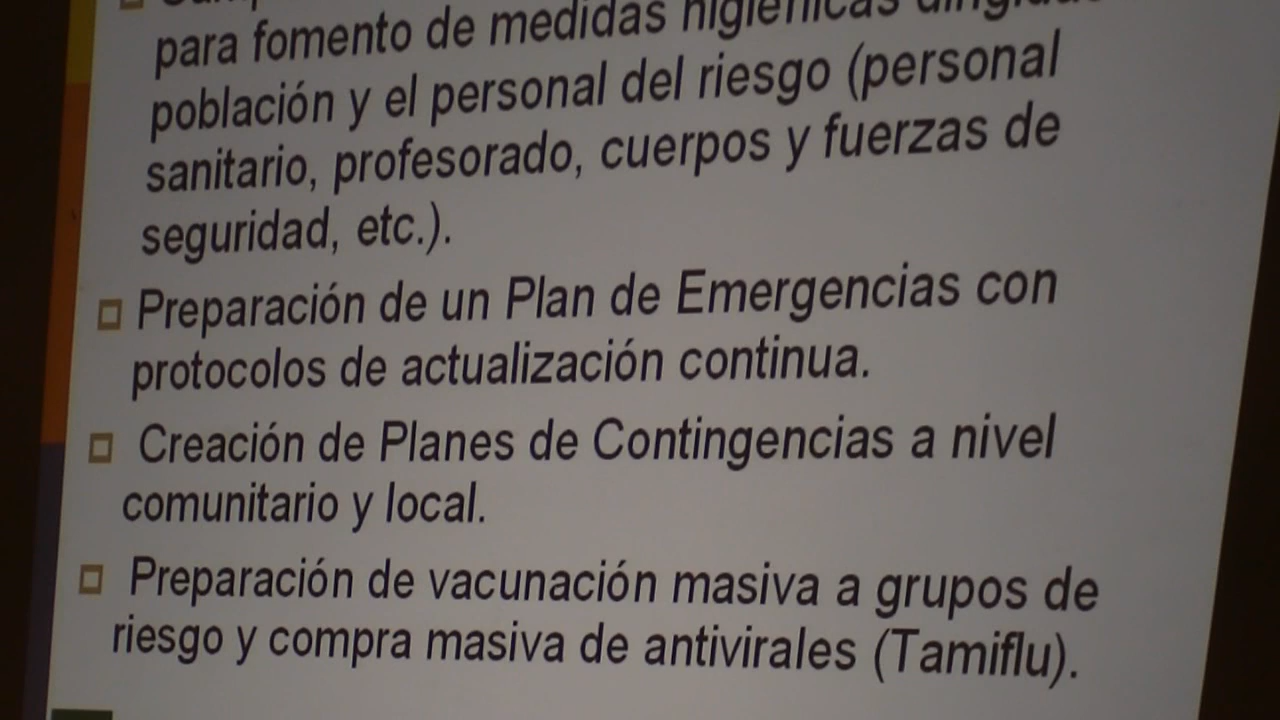 para fomento de medidas higiénicas
población y el personal del riesgo (personal
sanitario, profesorado, cuerpos y fuerzas de
seguridad, etc.).
Preparación de un Plan de Emergencias con
protocolos de actualización continua.
Creación de Planes de Contingencias a nivel
comunitario y local.
Preparación de vacunación masiva a grupos de
riesgo y compra masiva de antivirales (Tamiflu).